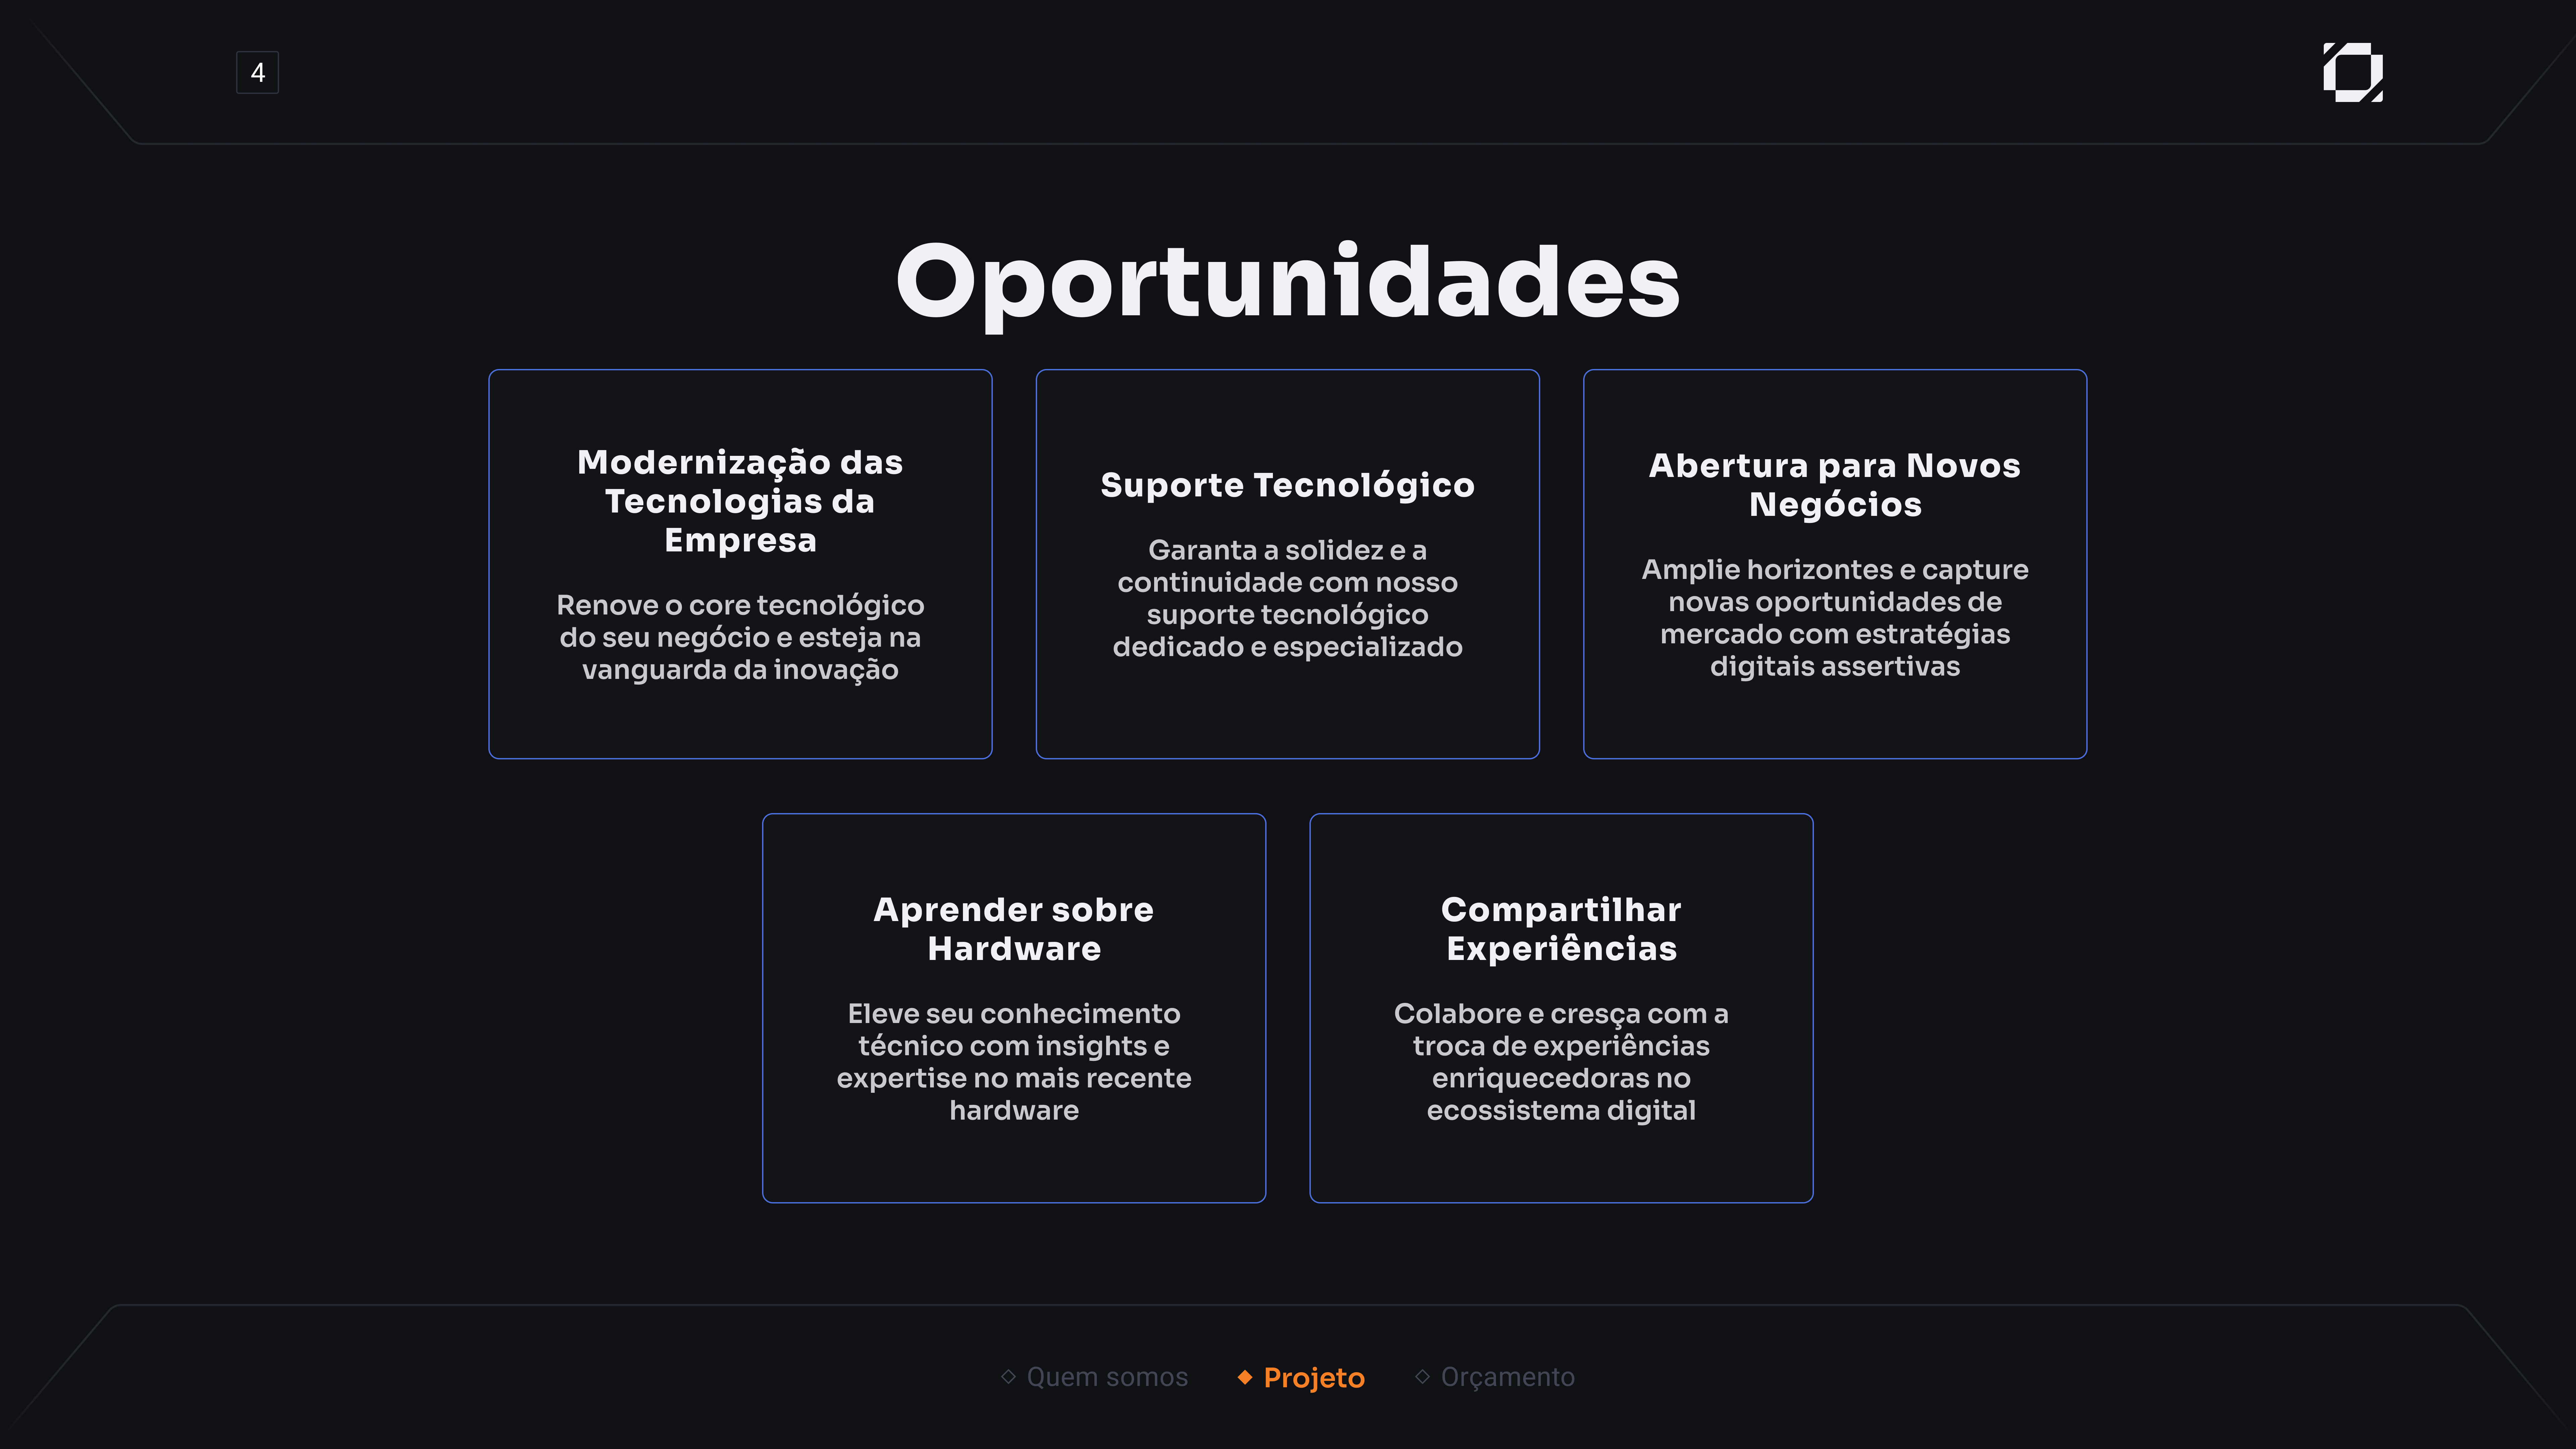 4
Oportunidades
Modernização das
Tecnologias da
Empresa
Renove o core tecnológico
do seu negócio e esteja na
vanguarda da inovação
Suporte Tecnológico
Garanta a solidez e a
continuidade com nosso
suporte tecnológico
dedicado e especializado
Abertura para Novos
Negócios
Amplie horizontes e capture
novas oportunidades de
mercado com estratégias
digitais assertivas
Aprender sobre
Hardware
Eleve seu conhecimento
técnico com insights e
expertise no mais recente
hardware
Compartilhar
Experiências
Colabore e cresça com a
troca de experiências
enriquecedoras no
ecossistema digital
Quem somos Projeto Orçamento